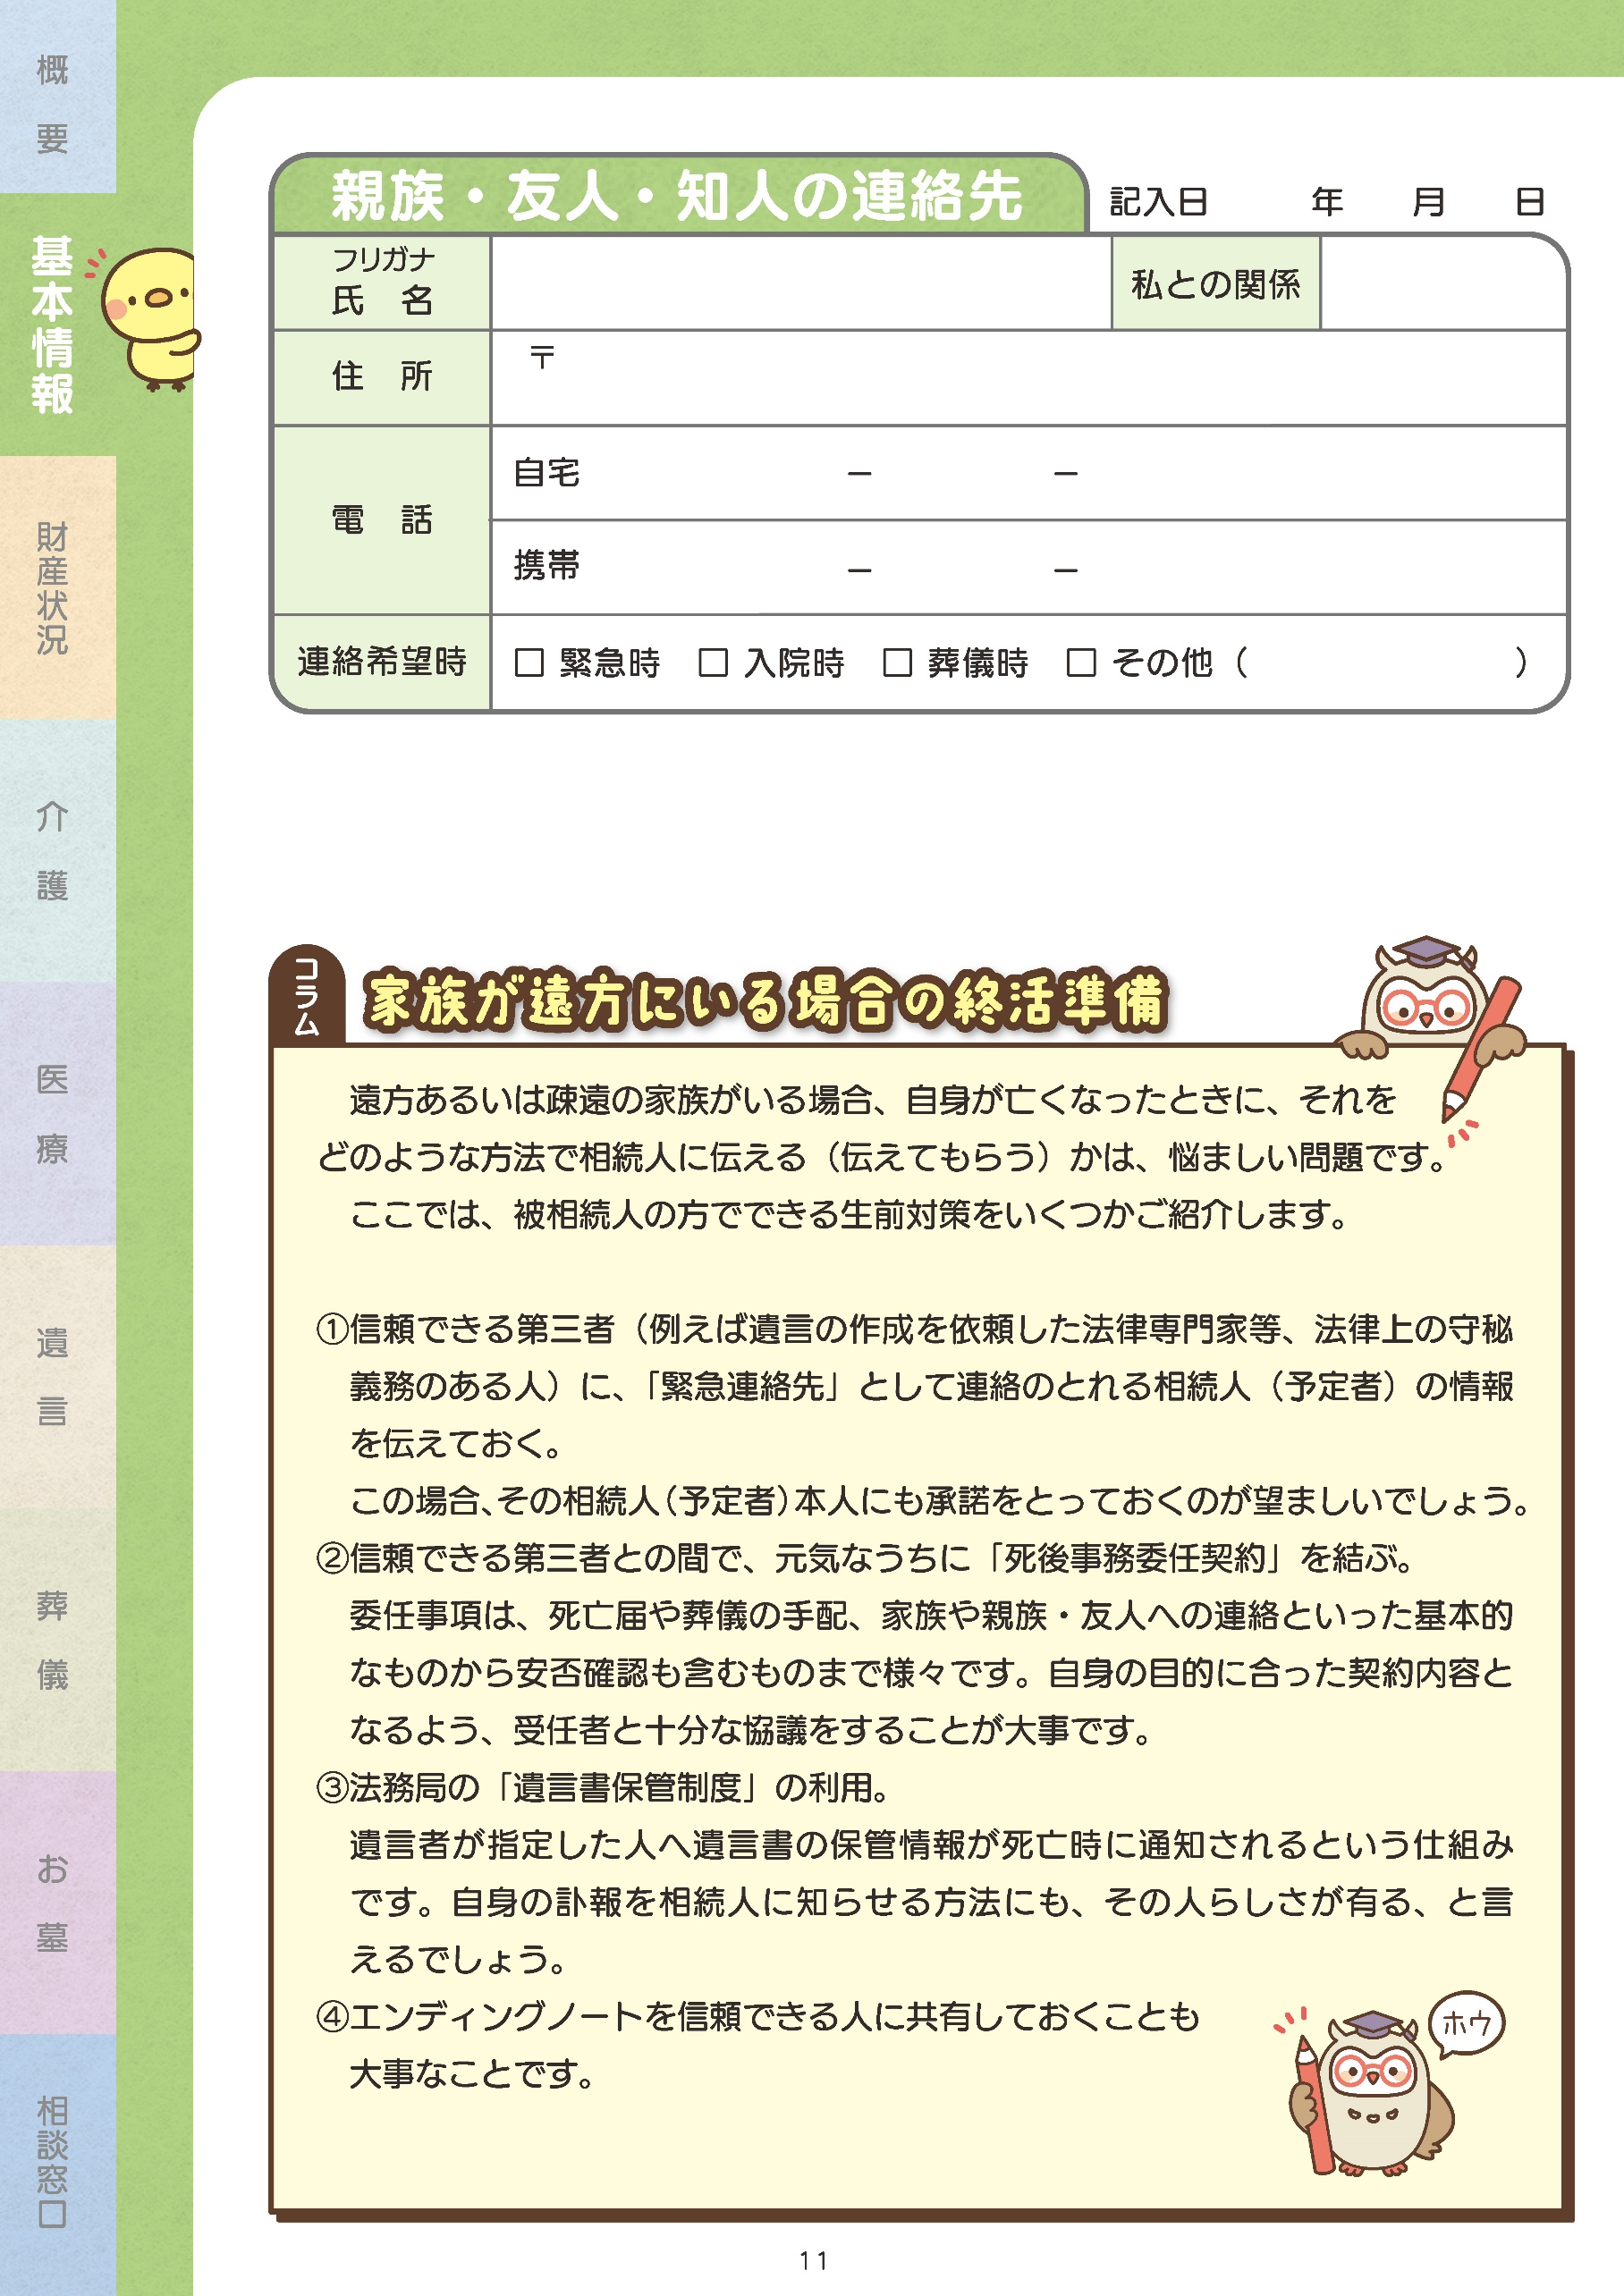 概要
基本情報
財産状況
介護
医療
遺言
葬儀
お墓
相談窓口
親族・友人・知人の連絡先
記入日　　　年　　月　　日
フリガナ
氏　名
私との関係
住　所
〒
電　話
自宅　　　　－　　　　－
携帯　　　　－　　　　－
連絡希望時
□ 緊急時　□ 入院時　□ 葬儀時　□ その他（　　　　　　　　）
コラム
家族が遠方にいる場合の終活準備
遠方あるいは疎遠の家族がいる場合、自身が亡くなったときに、それを
どのような方法で相続人に伝える（伝えてもらう）かは、悩ましい問題です。
ここでは、被相続人の方でできる生前対策をいくつかご紹介します。
①信頼できる第三者（例えば遺言の作成を依頼した法律専門家等、法律上の守秘
義務のある人）に、「緊急連絡先」として連絡のとれる相続人（予定者）の情報
を伝えておく。
この場合、その相続人（予定者）本人にも承諾をとっておくのが望ましいでしょう。
②信頼できる第三者との間で、元気なうちに「死後事務委任契約」を結ぶ。
委任事項は、死亡届や葬儀の手配、家族や親族・友人への連絡といった基本的
なものから安否確認も含むものまで様々です。自身の目的に合った契約内容と
なるよう、受任者と十分な協議をすることが大事です。
③法務局の「遺言書保管制度」の利用。
遺言者が指定した人へ遺言書の保管情報が死亡時に通知されるという仕組み
です。自身の訃報を相続人に知らせる方法にも、その人らしさが有る、と言
えるでしょう。
④エンディングノートを信頼できる人に共有しておくことも
大事なことです。
ホウ
11